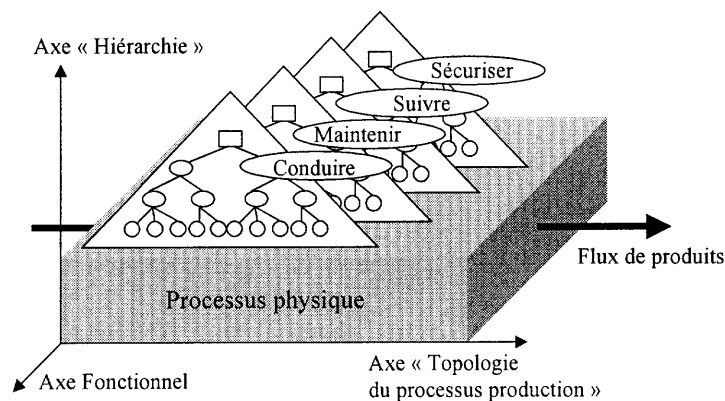 Axe « Hiérarchie »
Sécuriser
Suivre
Maintenir
Conduire
Flux de produits
Processus physique
Axe Fonctionnel
Axe « Topologie
du processus production »